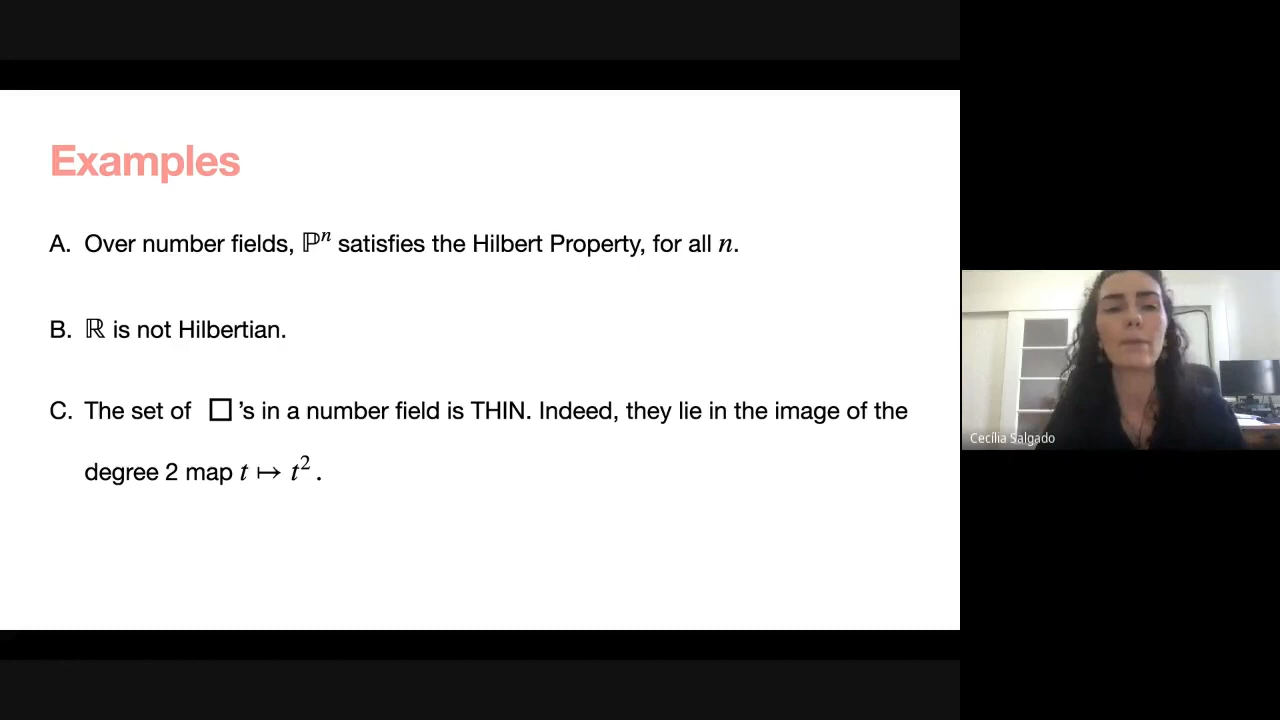 Examples
A. Over number fields, ℙⁿ satisfies the Hilbert Property, for all n.
B. ℝ is not Hilbertian.
C. The set of □ 's in a number field is THIN. Indeed, they lie in the image of the
degree 2 map t ↦ t².
Cecília Salgado